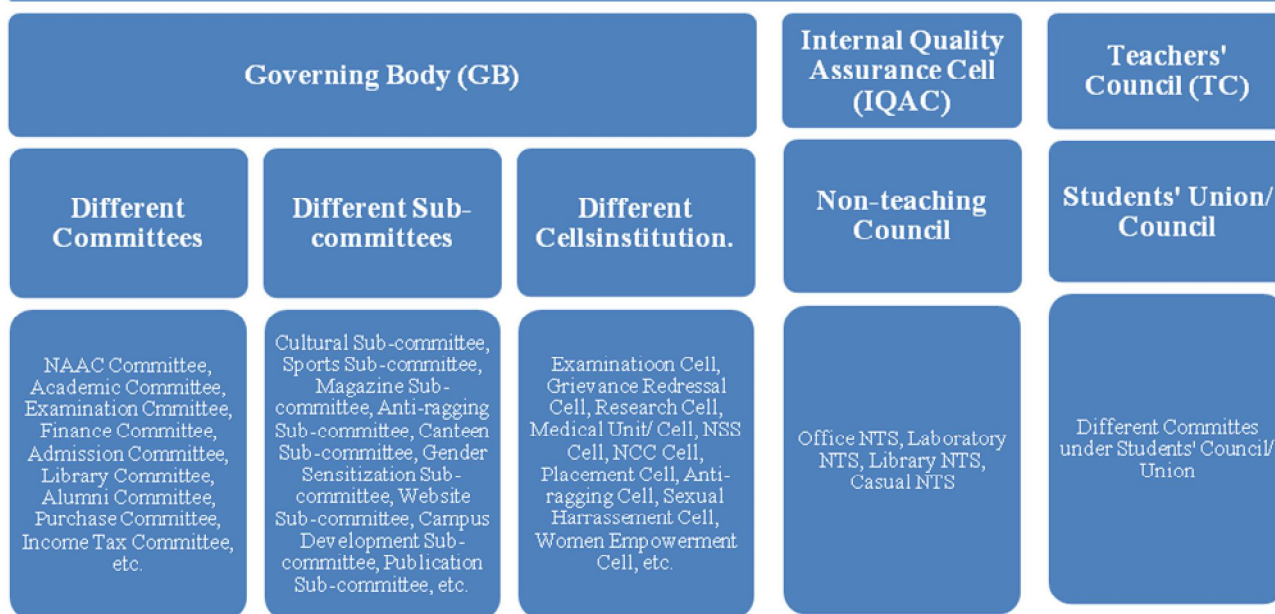 Governing Body (GB)
Internal Quality
Assurance Cell
(IQAC)
Teachers'
Council (TC)
Different
Committees
Different Sub-
committees
Different
Cellsinstitution.
Non-teaching
Council
Students' Union/
Council
NAAC Committee,
Academic Committee,
Examination Cmmittee,
Finance Committee,
Admission Committee,
Library Committee,
Alumni Committee,
Purchase Committee,
Income Tax Committee,
etc.
Cultural Sub-committee,
Sports Sub-committee,
Magazine Sub-
committee, Anti-ragging
Sub-committee, Canteen
Sub-committee, Gender
Sensitization Sub-
committee, Website
Sub-committee, Campus
Development Sub-
committee, Publication
Sub-committee, etc.
Examinatioon Cell,
Grievance Redressal
Cell, Research Cell,
Medical Unit/ Cell, NSS
Cell, NCC Cell,
Placement Cell, Anti-
ragging Cell, Sexual
Harrassement Cell,
Women Empowerment
Cell, etc.
Office NTS, Laboratory
NTS, Library NTS,
Casual NTS
Different Committes
under Students' Council/
Union